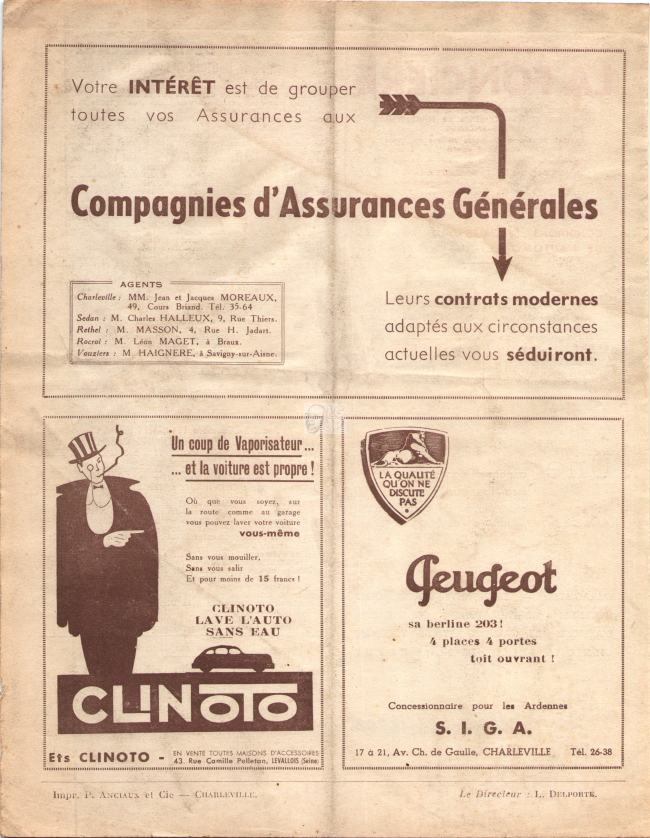 Votre INTÉRÊT est de grouper
toutes vos Assurances aux
Compagnies d'Assurances Générales
AGENTS
Charleville : MM. Jean et Jacques MOREAUX,
49, Cours Briand. Tél. 35-64
Sedan : M. Charles HALLEUX, 9, Rue Thiers.
Rethel : M. MASSON, 4, Rue H. Jadart.
Rocroi : M. Léon MAGET, à Braux.
Vouziers : M HAIGNERE, à Savigny-sur-Aisne.
Leurs contrats modernes
adaptés aux circonstances
actuelles vous séduiront.
Un coup de Vaporisateur...
... et la voiture est propre !
Où que vous soyez, sur
la route comme au garage
vous pouvez laver votre voiture
vous-même
Sans vous mouiller,
Sans vous salir
Et pour moins de 15 francs !
CLINOTO
LAVE L'AUTO
SANS EAU
CLINOTO
Ets CLINOTO - EN VENTE TOUTES MAISONS D'ACCESSOIRES
43, Rue Camille Pelletan, LEVALLOIS (Seine)
LA QUALITÉ
QU'ON NE
DISCUTE
PAS
Peugeot
sa berline 203!
4 places 4 portes
toit ouvrant !
Concessionnaire pour les Ardennes
S. I. G. A.
17 à 21, Av. Ch. de Gaulle, CHARLEVILLE Tél. 26-38
Impr. P. ANCIAUX et Cie — CHARLEVILLE.
Le Directeur : L. DELPORTE.